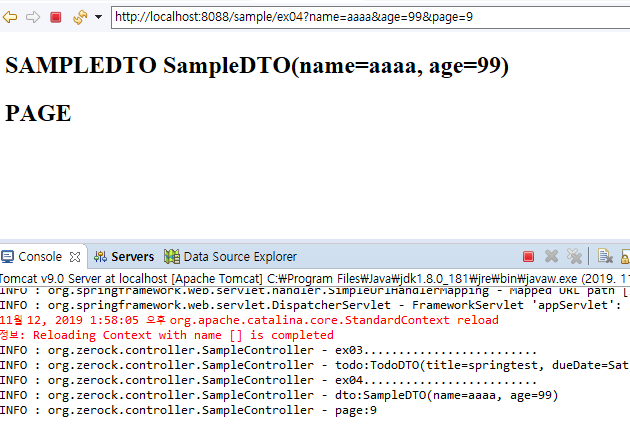 http://localhost:8088/sample/ex04?name=aaaa&age=99&page=9
SAMPLEDTO SampleDTO(name=aaaa, age=99)
PAGE
Console Servers Data Source Explorer
Tomcat v9.0 Server at localhost [Apache Tomcat] C:₩Program Files₩Java₩jdk1.8.0_181₩jre₩bin₩javaw.exe (2019. 11
INFO : org.springframework.web.servlet.handler.SimpleUrlHandlerMapping - Mapped URL path [
INFO : org.springframework.web.servlet.DispatcherServlet - FrameworkServlet 'appServlet':
11월 12, 2019 1:58:05 오후 org.apache.catalina.core.StandardContext reload
정보: Reloading Context with name [] is completed
INFO : org.zerock.controller.SampleController - ex03.........................
INFO : org.zerock.controller.SampleController - todo:TodoDTO(title=springtest, dueDate=Sat
INFO : org.zerock.controller.SampleController - ex04.........................
INFO : org.zerock.controller.SampleController - dto:SampleDTO(name=aaaa, age=99)
INFO : org.zerock.controller.SampleController - page:9